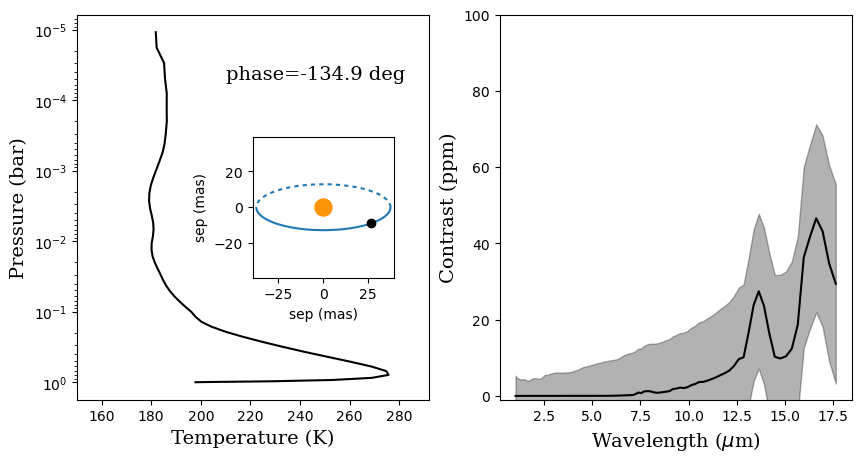 10⁻⁵
10⁻⁴
10⁻³
10⁻²
10⁻¹
10⁰
Pressure (bar)
160 180 200 220 240 260 280
Temperature (K)
phase=-134.9 deg
20
0
−20
sep (mas)
−25 0 25
sep (mas)
100
80
60
40
20
0
Contrast (ppm)
2.5 5.0 7.5 10.0 12.5 15.0 17.5
Wavelength (μm)